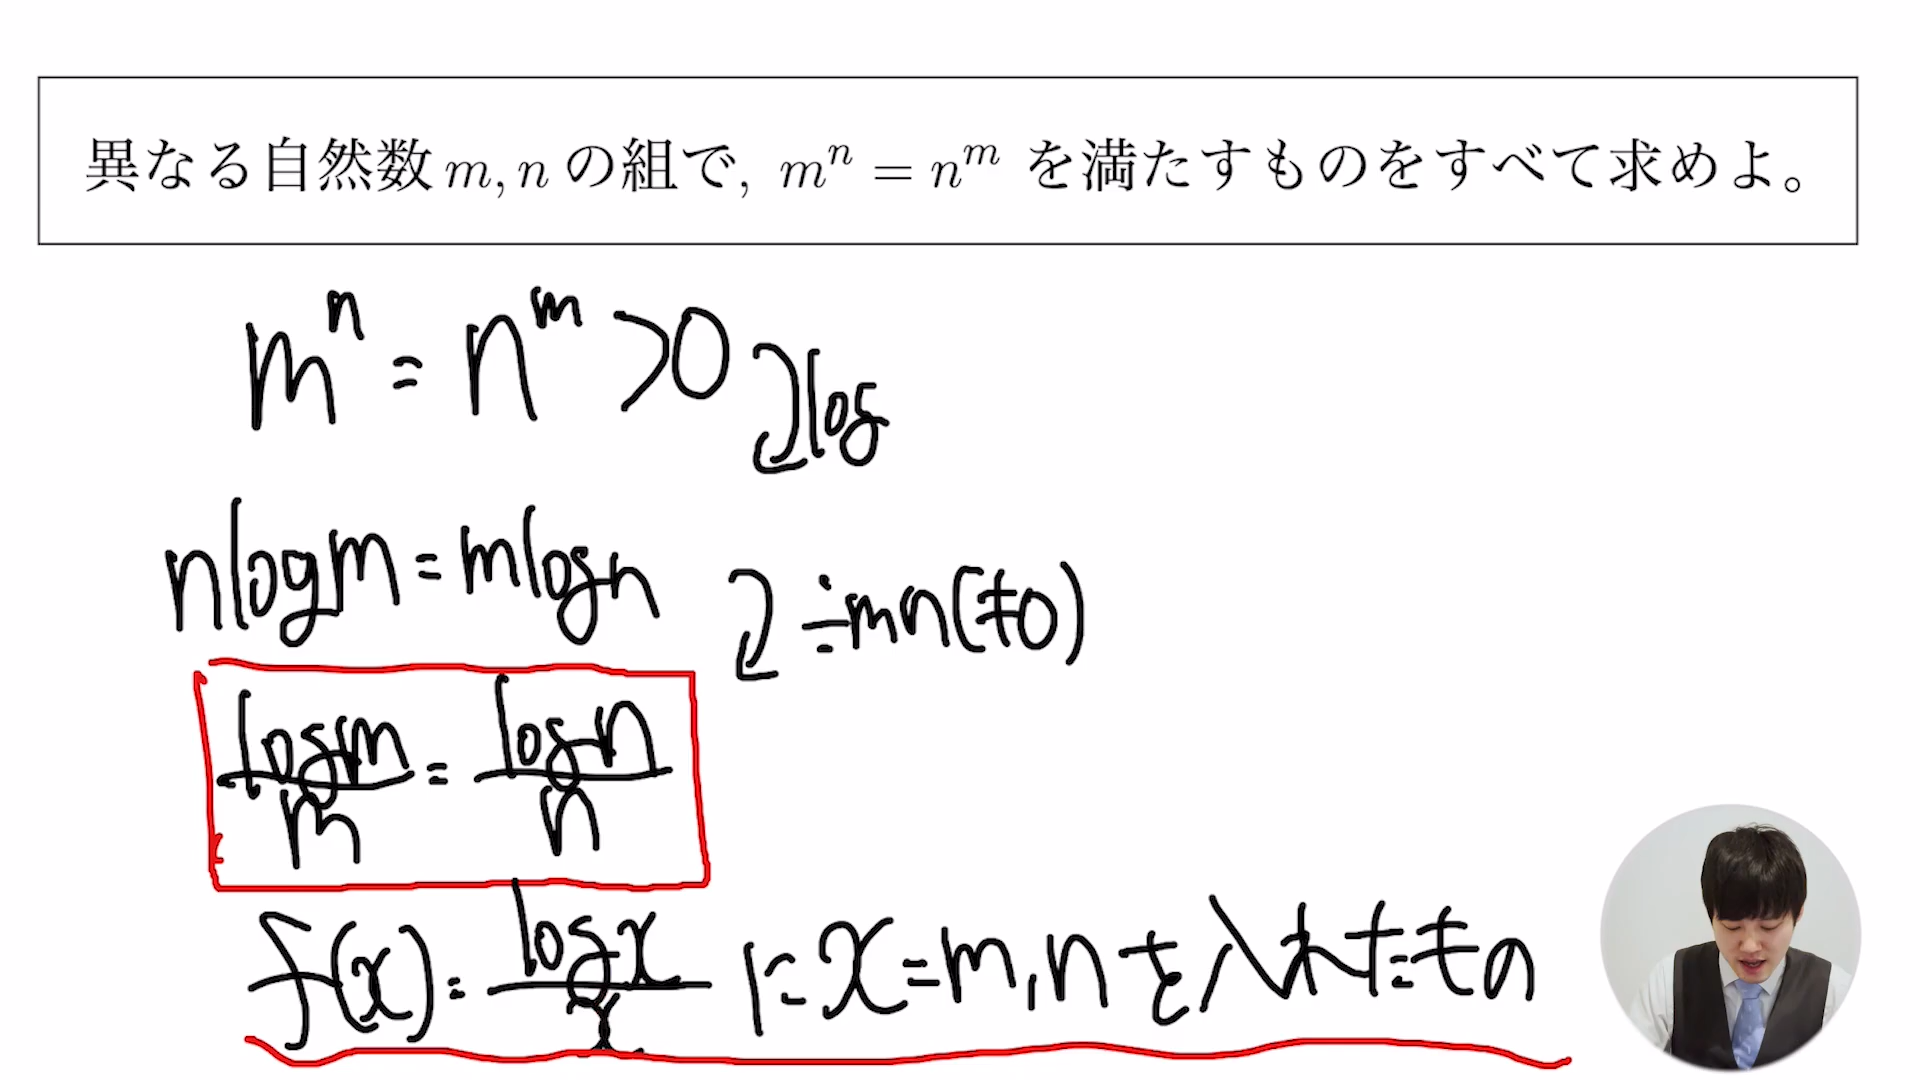 異なる自然数 m, n の組で, mⁿ = nᵐ を満たすものをすべて求めよ。
mⁿ = nᵐ > 0
log
n log m = m log n
÷mn(≠0)
log m / m = log n / n
f(x) = log x / x に x = m, n を入れたもの